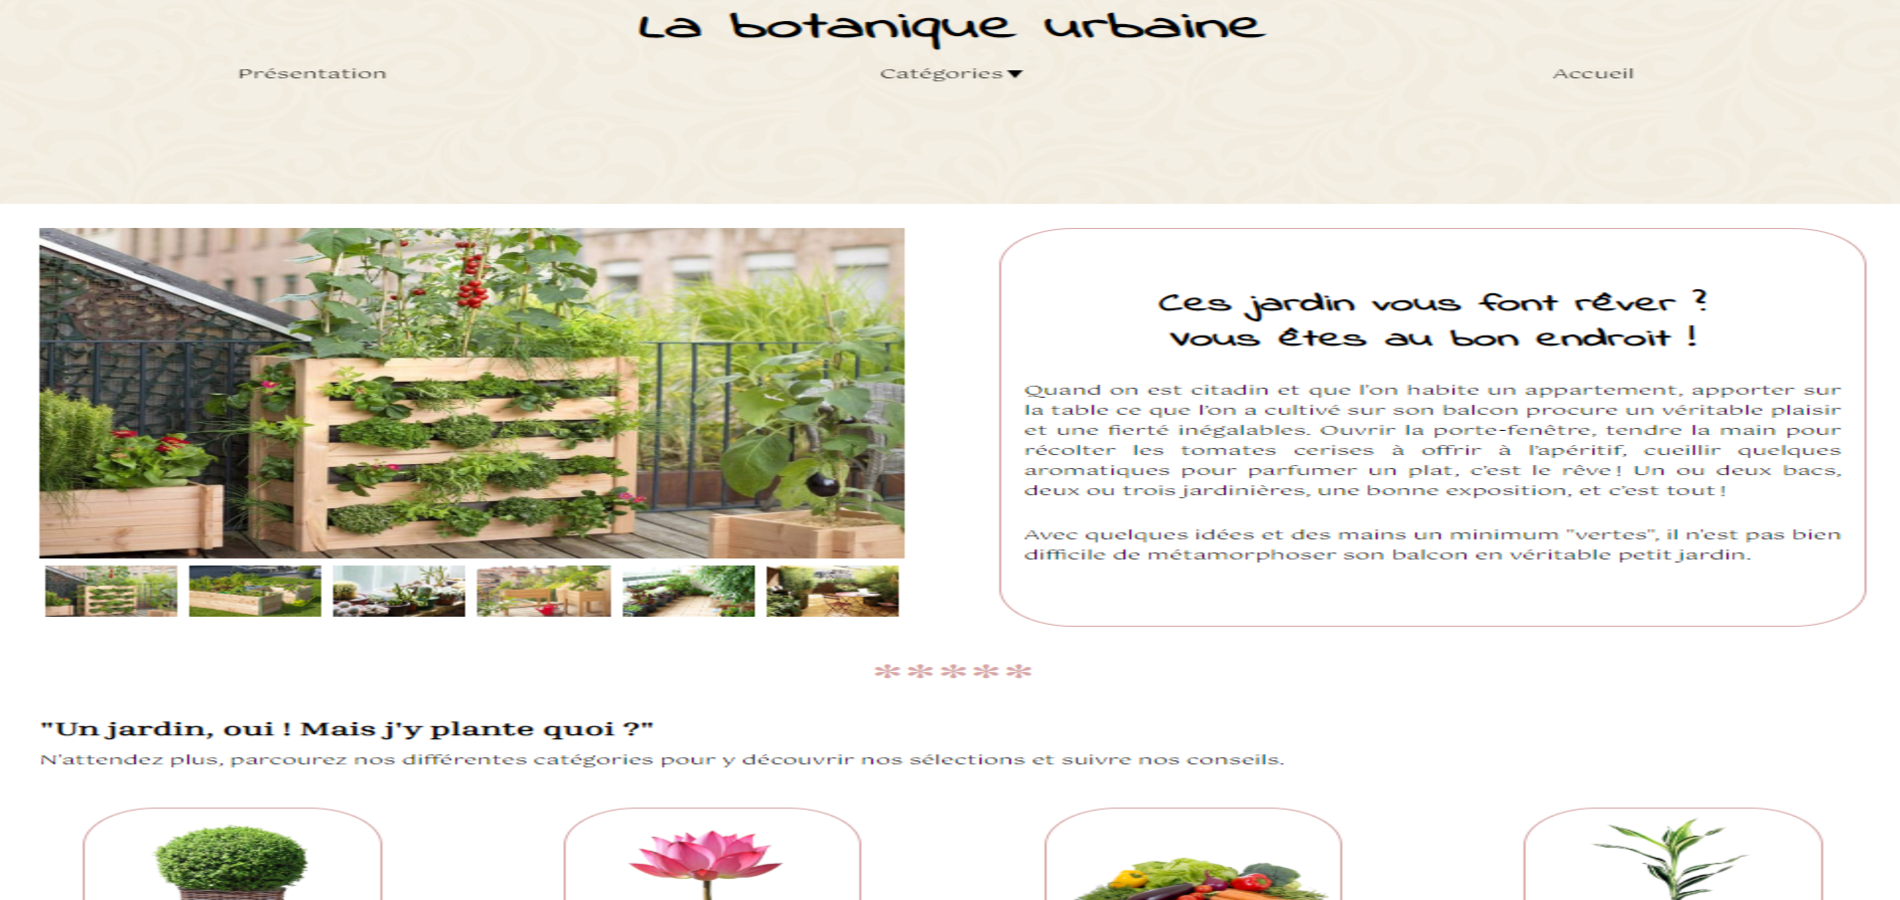 La botanique urbaine
Présentation
Catégories▼
Accueil
Ces jardin vous font rêver ?
Vous êtes au bon endroit !
Quand on est citadin et que l'on habite un appartement, apporter sur
la table ce que l'on a cultivé sur son balcon procure un véritable plaisir
et une fierté inégalables. Ouvrir la porte-fenêtre, tendre la main pour
récolter les tomates cerises à offrir à l'apéritif, cueillir quelques
aromatiques pour parfumer un plat, c'est le rêve ! Un ou deux bacs,
deux ou trois jardinières, une bonne exposition, et c'est tout !
Avec quelques idées et des mains un minimum "vertes", il n'est pas bien
difficile de métamorphoser son balcon en véritable petit jardin.
*****
"Un jardin, oui ! Mais j'y plante quoi ?"
N'attendez plus, parcourez nos différentes catégories pour y découvrir nos sélections et suivre nos conseils.